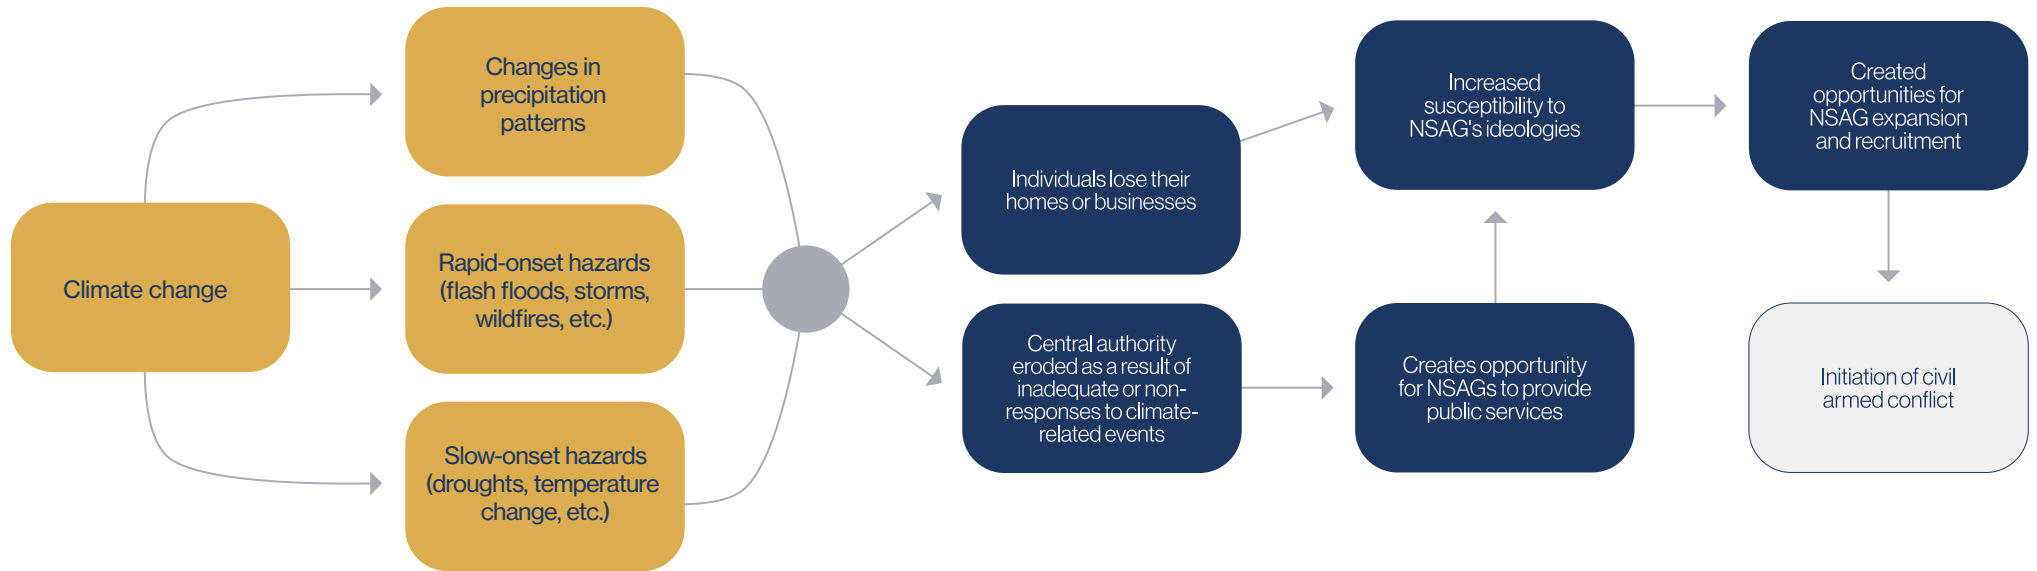 Climate change
Changes in
precipitation
patterns
Rapid-onset hazards
(flash floods, storms,
wildfires, etc.)
Slow-onset hazards
(droughts, temperature
change, etc.)
Individuals lose their
homes or businesses
Central authority
eroded as a result of
inadequate or non-
responses to climate-
related events
Increased
susceptibility to
NSAG's ideologies
Creates opportunity
for NSAGs to provide
public services
Created
opportunities for
NSAG expansion
and recruitment
Initiation of civil
armed conflict